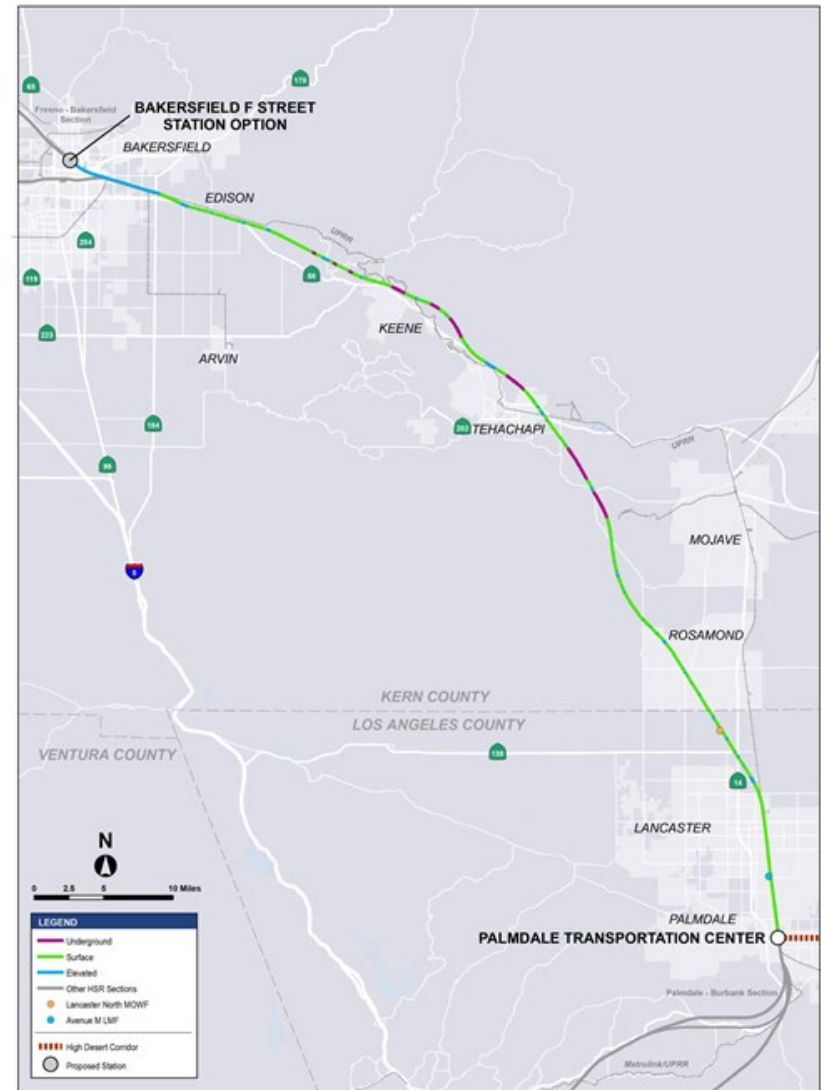 65
178
Fresno - Bakersfield
Section
BAKERSFIELD F STREET
STATION OPTION
BAKERSFIELD
EDISON
UPRR
204
119
58
223
KEENE
ARVIN
184
202
TEHACHAPI
UPRR
99
MOJAVE
5
ROSAMOND
KERN COUNTY
LOS ANGELES COUNTY
VENTURA COUNTY
138
14
LANCASTER
N
0 2.5 5 10 Miles
PALMDALE
PALMDALE TRANSPORTATION CENTER
LEGEND
Underground
Surface
Elevated
Other HSR Sections
Lancaster North MOWF
Avenue M LMF
High Desert Corridor
Proposed Station
Palmdale - Burbank Section
Metrolink/UPRR